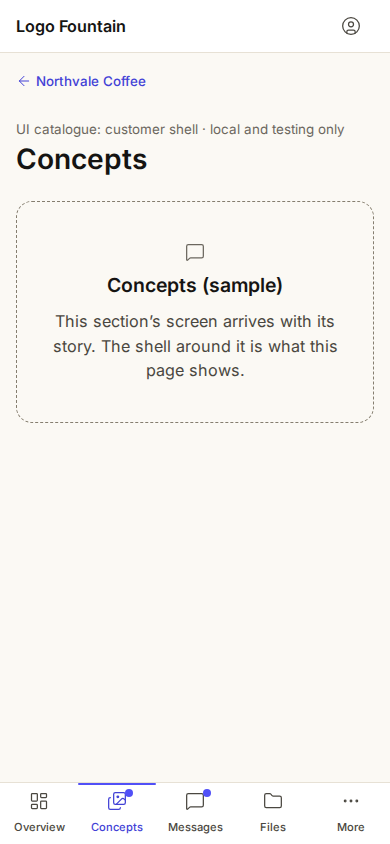 Logo Fountain
Northvale Coffee
UI catalogue: customer shell · local and testing only
Concepts
Concepts (sample)
This section’s screen arrives with its
story. The shell around it is what this
page shows.
Overview
Concepts
Messages
Files
More